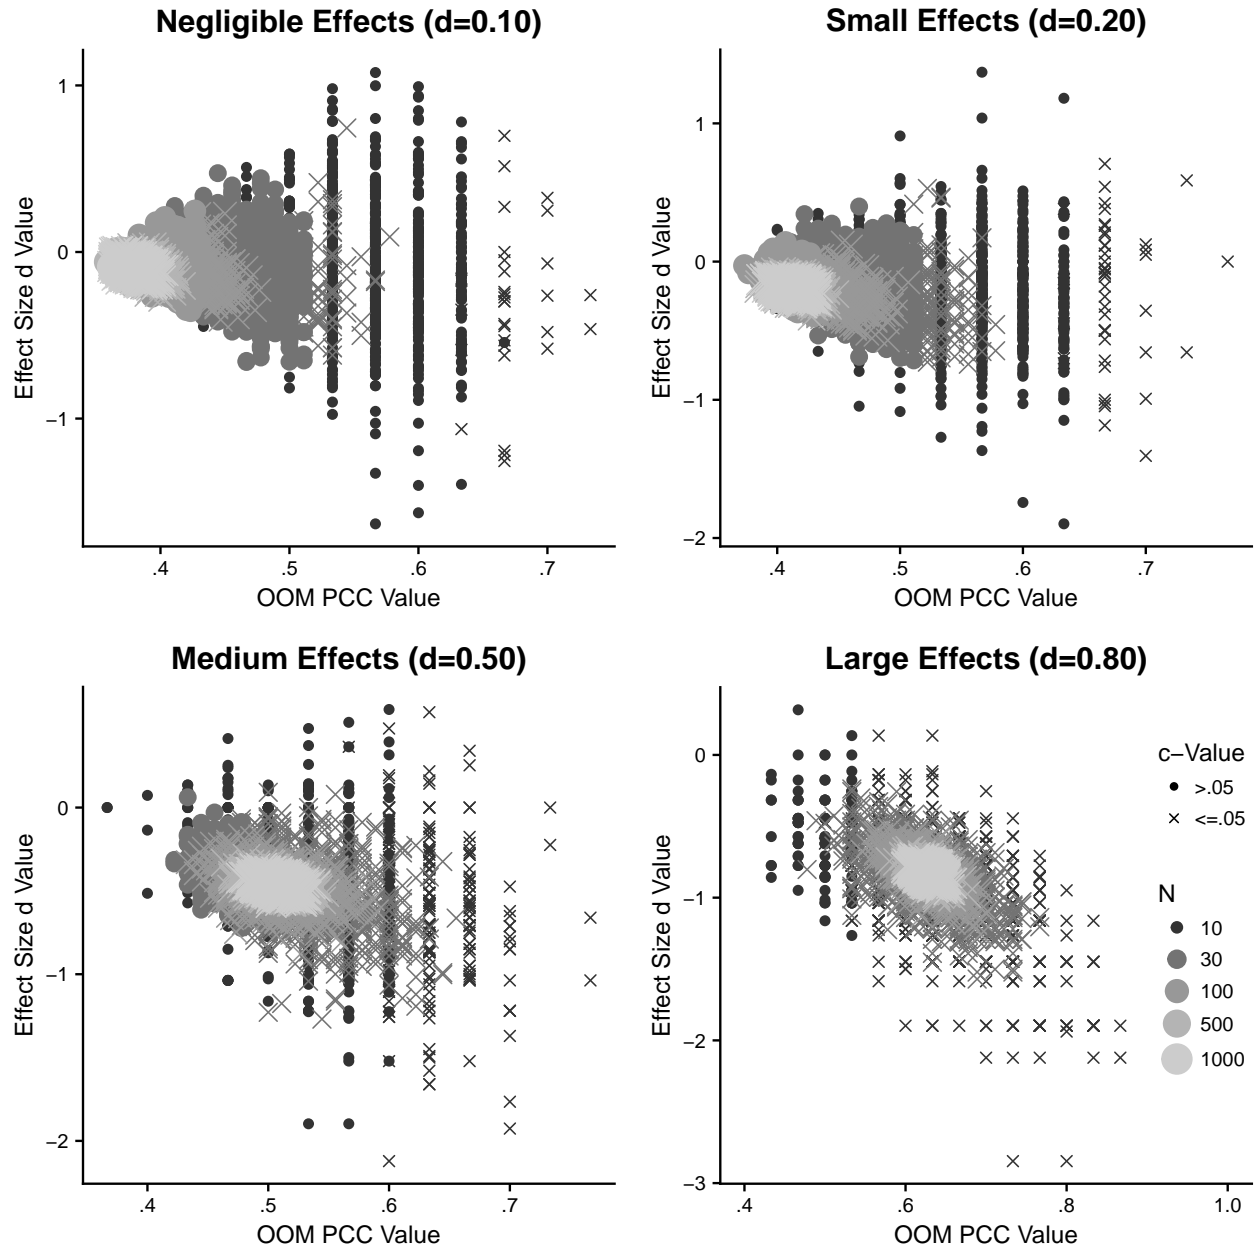 Negligible Effects (d=0.10)
Effect Size d Value
1
0
−1
.4 .5 .6 .7
OOM PCC Value
Small Effects (d=0.20)
Effect Size d Value
1
0
−1
−2
.4 .5 .6 .7
OOM PCC Value
Medium Effects (d=0.50)
Effect Size d Value
0
−1
−2
.4 .5 .6 .7
OOM PCC Value
Large Effects (d=0.80)
Effect Size d Value
0
−1
−2
−3
.4 .6 .8 1.0
OOM PCC Value
c−Value
>.05
<=.05
N
10
30
100
500
1000